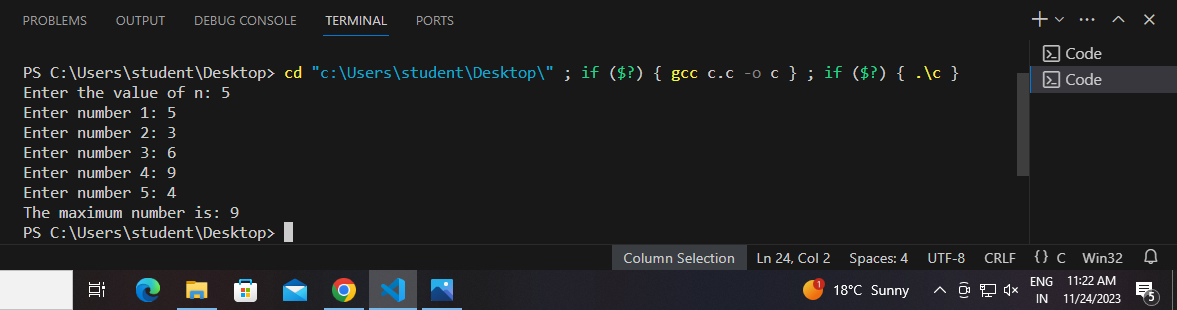 PROBLEMS OUTPUT DEBUG CONSOLE TERMINAL PORTS
PS C:\Users\student\Desktop> cd "c:\Users\student\Desktop\" ; if ($?) { gcc c.c -o c } ; if ($?) { .\c }
Enter the value of n: 5
Enter number 1: 5
Enter number 2: 3
Enter number 3: 6
Enter number 4: 9
Enter number 5: 4
The maximum number is: 9
PS C:\Users\student\Desktop>
Code
Code
Column Selection Ln 24, Col 2 Spaces: 4 UTF-8 CRLF {} C Win32
1 18°C Sunny ENG 11:22 AM
IN 11/24/2023 5